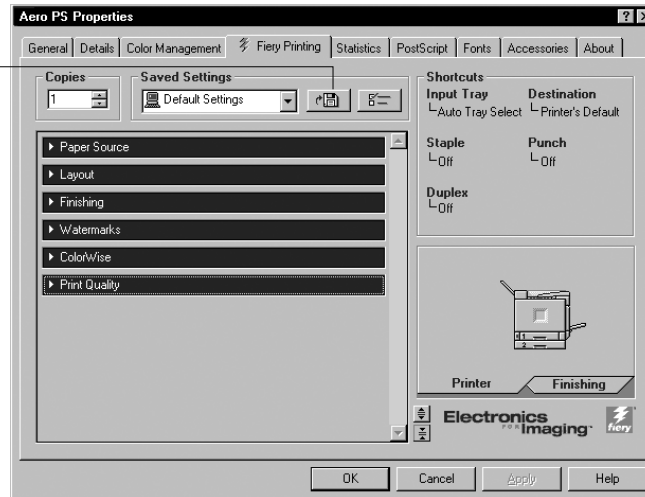 Aero PS Properties
General Details Color Management Fiery Printing Statistics PostScript Fonts Accessories About
Copies
1
Saved Settings
Default Settings
Paper Source
Layout
Finishing
Watermarks
ColorWise
Print Quality
Shortcuts
Input Tray Destination
Auto Tray Select Printer's Default
Staple Punch
Off Off
Duplex
Off
1
2
Printer Finishing
Electronics
FOR Imaging
fiery
OK Cancel Apply Help